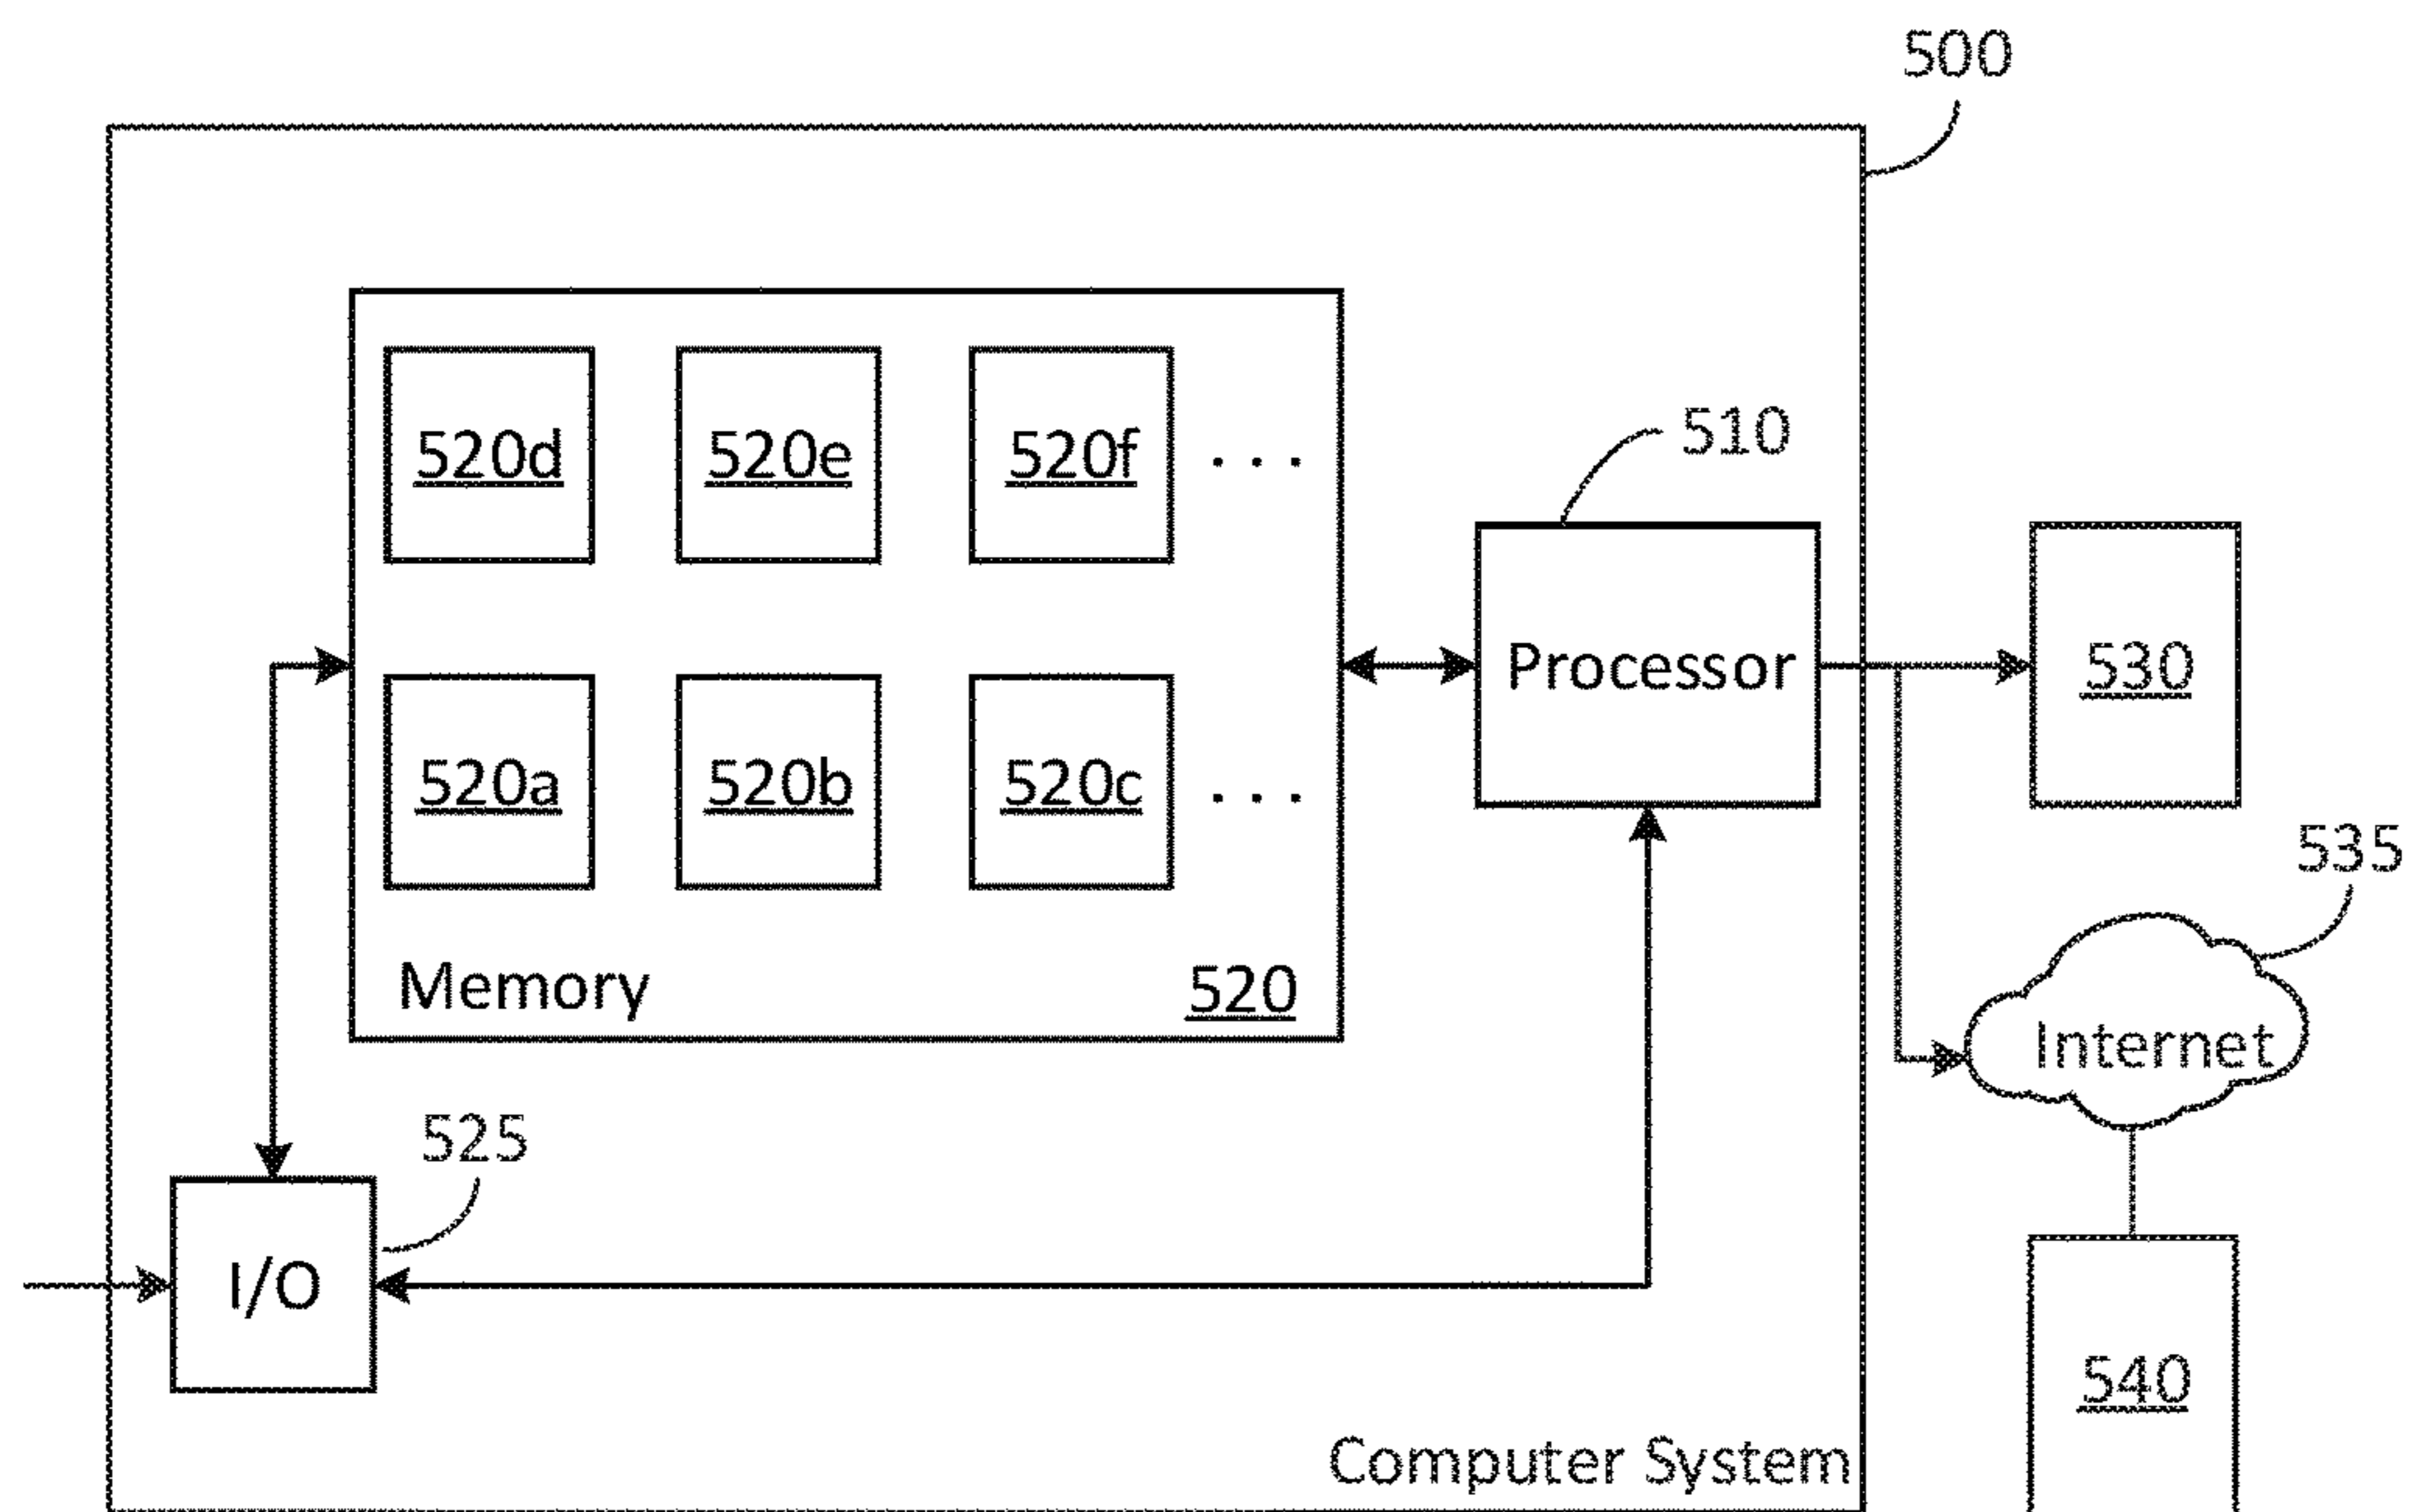 500
520d
520e
520f
. . .
510
Processor
530
520a
520b
520c
. . .
535
Memory
520
Internet
525
I/O
540
Computer System